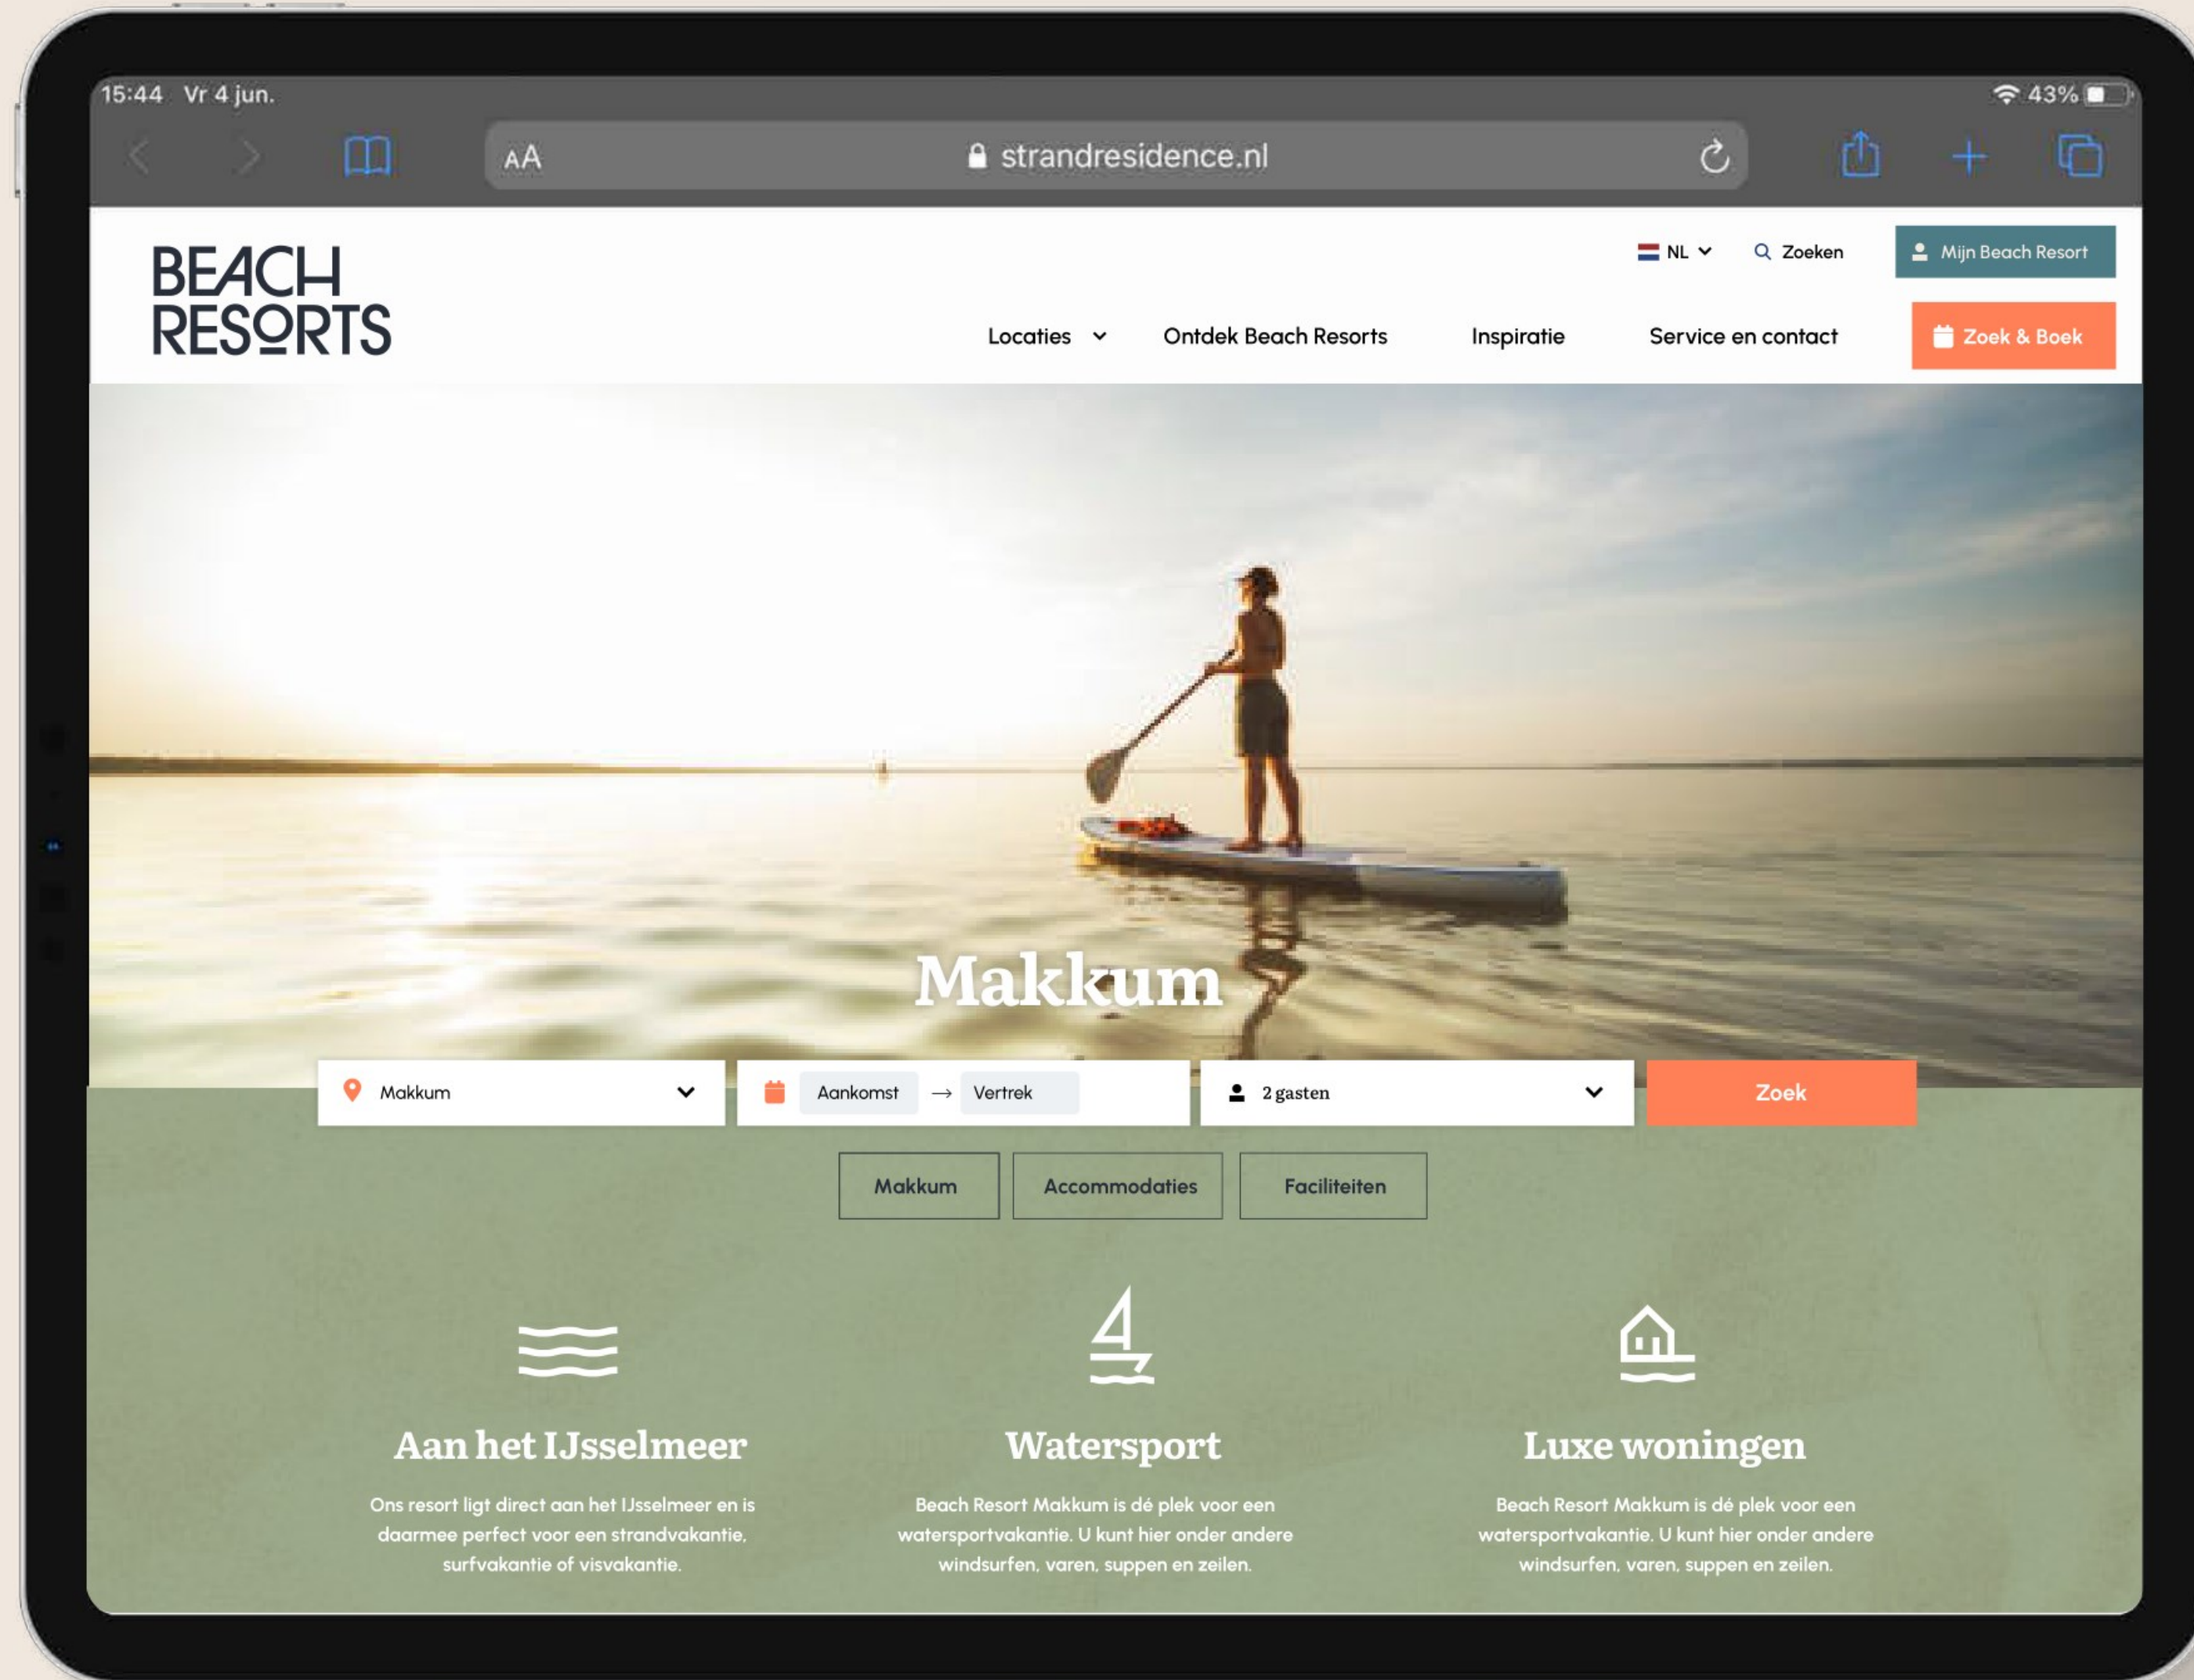 15:44 Vr 4 jun.
43%
AA
strandresidence.nl
BEACH
RESORTS
NL
Zoeken
Mijn Beach Resort
Locaties
Ontdek Beach Resorts
Inspiratie
Service en contact
Zoek & Boek
Makkum
Makkum
Aankomst → Vertrek
2 gasten
Zoek
Makkum
Accommodaties
Faciliteiten
Aan het IJsselmeer
Ons resort ligt direct aan het IJsselmeer en is
daarmee perfect voor een strandvakantie,
surfvakantie of visvakantie.
Watersport
Beach Resort Makkum is dé plek voor een
watersportvakantie. U kunt hier onder andere
windsurfen, varen, suppen en zeilen.
Luxe woningen
Beach Resort Makkum is dé plek voor een
watersportvakantie. U kunt hier onder andere
windsurfen, varen, suppen en zeilen.